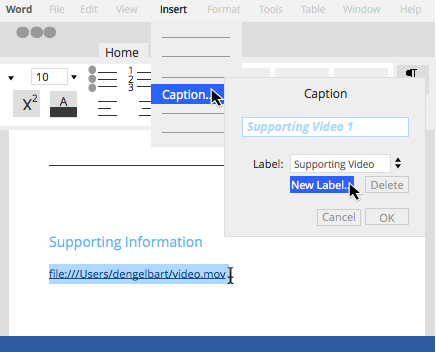 Word File Edit View Insert Format Tools Table Window Help
Home
10
¶
1
2
3
X2 A
Caption..
Caption
Supporting Video 1
Label: Supporting Video
New Label.. Delete
Cancel OK
Supporting Information
file:///Users/dengelbart/video.mov